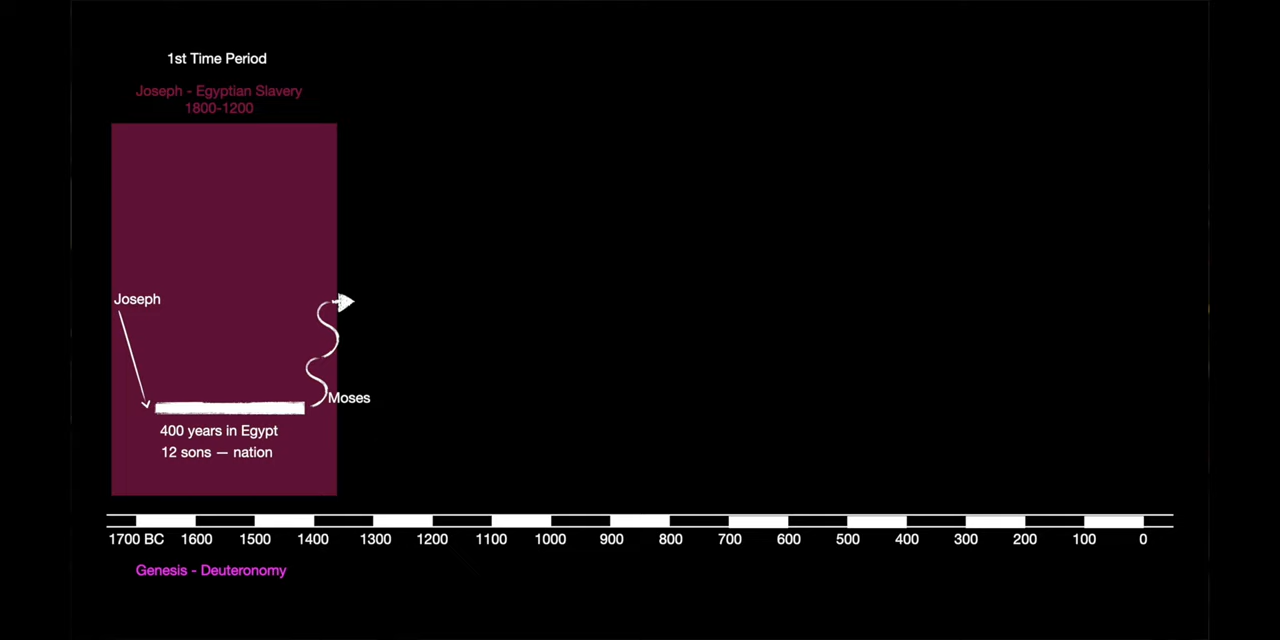 1st Time Period
Joseph - Egyptian Slavery
1800-1200
Joseph
Moses
400 years in Egypt
12 sons — nation
1700 BC 1600 1500 1400 1300 1200 1100 1000 900 800 700 600 500 400 300 200 100 0
Genesis - Deuteronomy